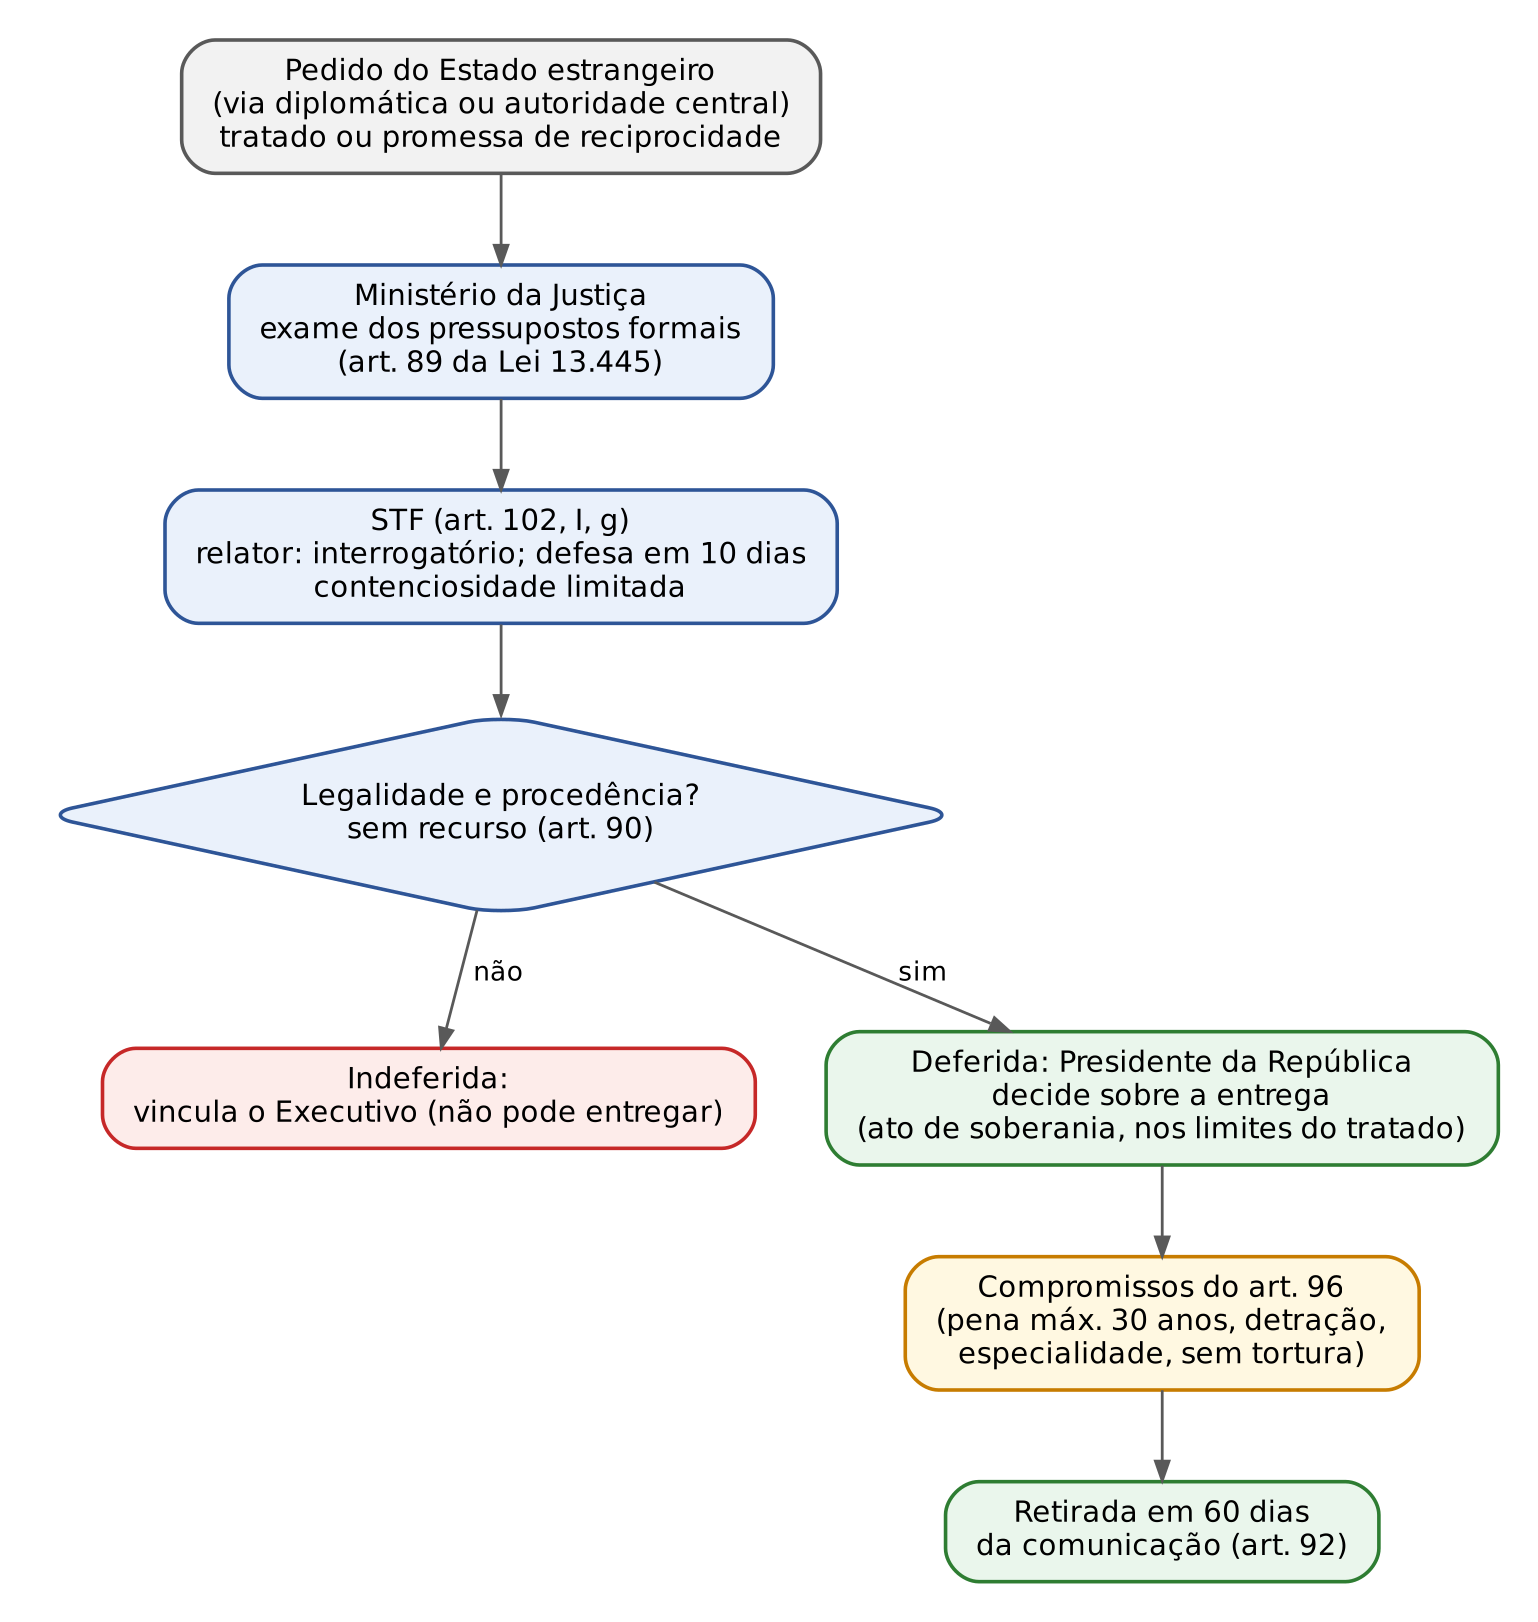 Pedido do Estado estrangeiro
(via diplomática ou autoridade central)
tratado ou promessa de reciprocidade
Ministério da Justiça
exame dos pressupostos formais
(art. 89 da Lei 13.445)
STF (art. 102, I, g)
relator: interrogatório; defesa em 10 dias
contenciosidade limitada
Legalidade e procedência?
sem recurso (art. 90)
não
sim
Indeferida:
vincula o Executivo (não pode entregar)
Deferida: Presidente da República
decide sobre a entrega
(ato de soberania, nos limites do tratado)
Compromissos do art. 96
(pena máx. 30 anos, detração,
especialidade, sem tortura)
Retirada em 60 dias
da comunicação (art. 92)